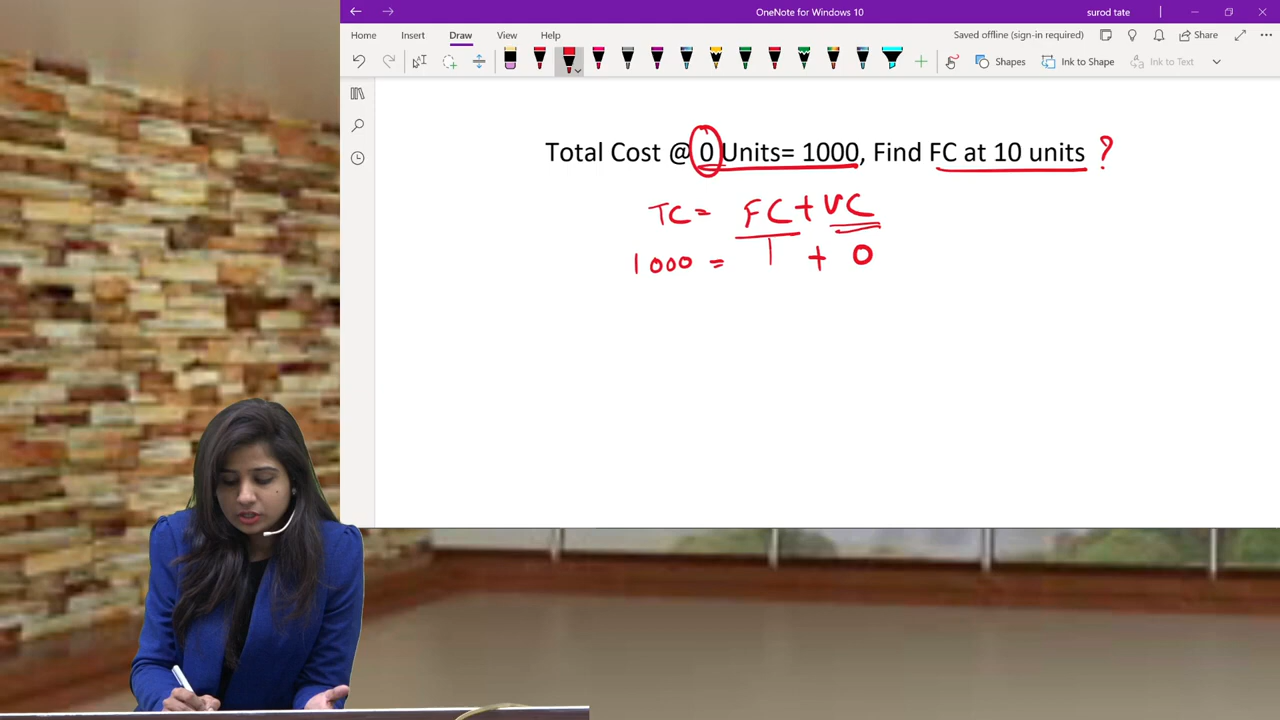 OneNote for Windows 10
surod tate
Home Insert Draw View Help
Saved offline (sign-in required)
Share
Shapes
Ink to Shape
Ink to Text
Total Cost @ 0 Units= 1000, Find FC at 10 units ?
TC = FC + VC
1000 = 1 + 0